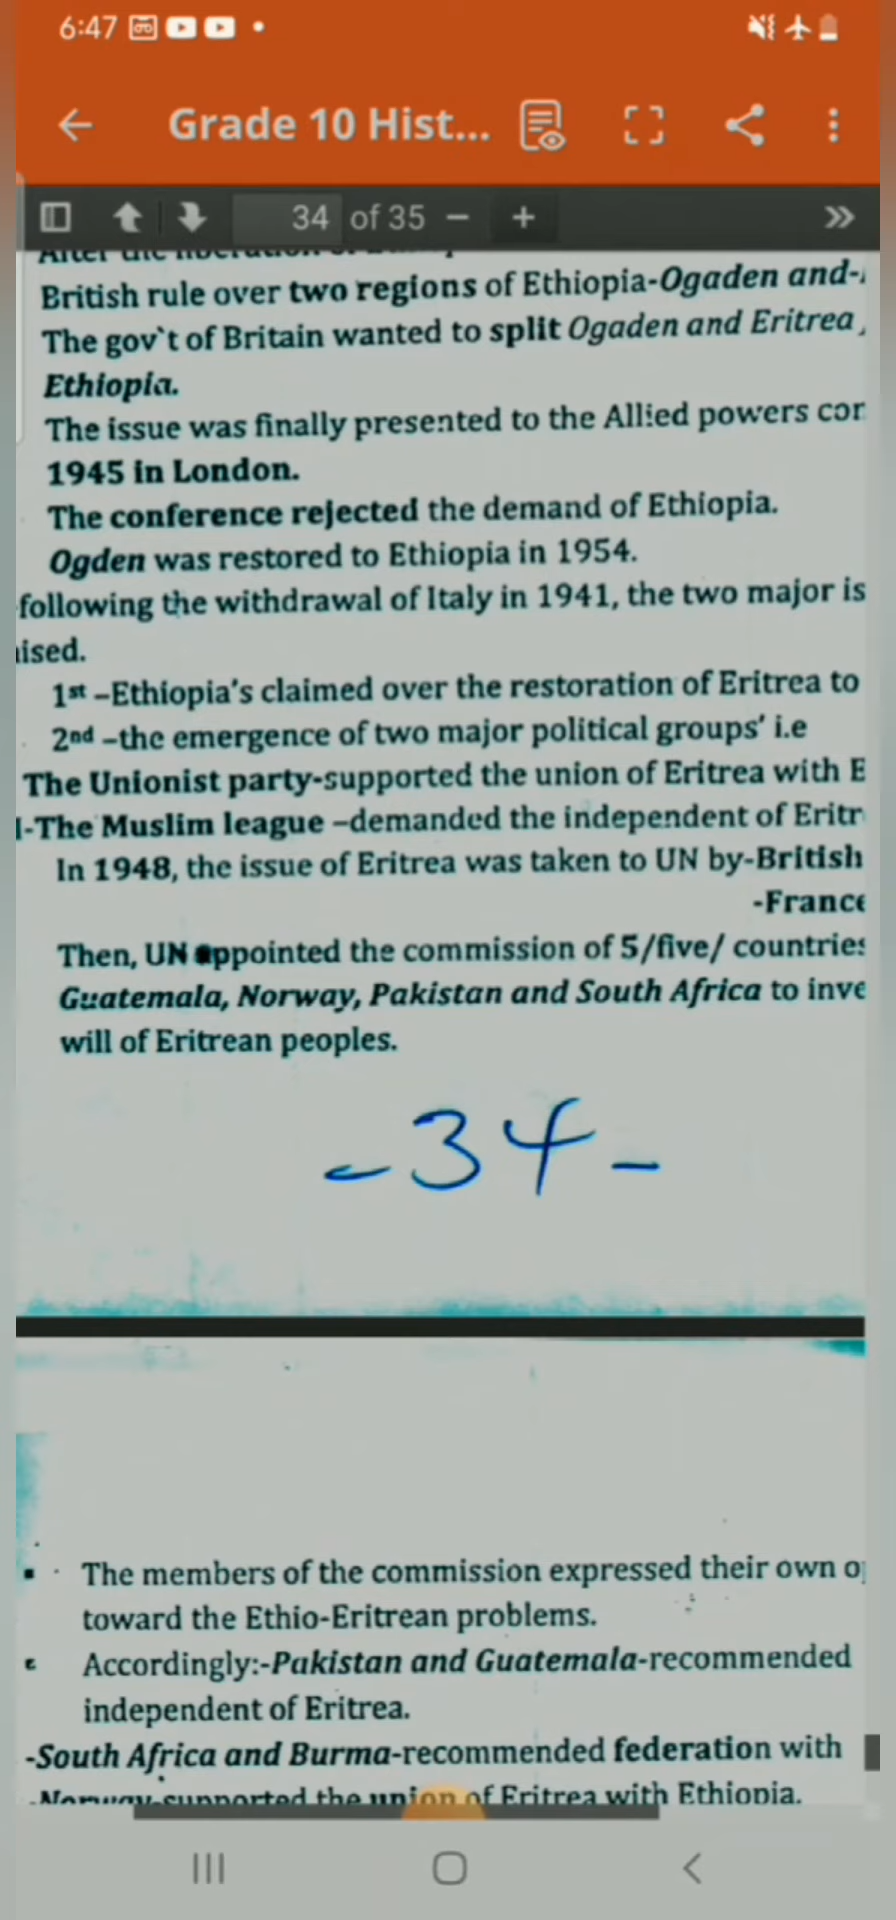 6:47
Grade 10 Hist...
34 of 35
British rule over two regions of Ethiopia-Ogaden and-
The gov`t of Britain wanted to split Ogaden and Eritrea
Ethiopia.
The issue was finally presented to the Allied powers cor
1945 in London.
The conference rejected the demand of Ethiopia.
Ogden was restored to Ethiopia in 1954.
following the withdrawal of Italy in 1941, the two major is
ised.
1st –Ethiopia's claimed over the restoration of Eritrea to
2nd –the emergence of two major political groups' i.e
The Unionist party-supported the union of Eritrea with E
-The Muslim league –demanded the independent of Eritr
In 1948, the issue of Eritrea was taken to UN by-British
-France
Then, UN appointed the commission of 5/five/ countries
Guatemala, Norway, Pakistan and South Africa to inve
will of Eritrean peoples.
-34-
The members of the commission expressed their own o
toward the Ethio-Eritrean problems.
Accordingly:-Pakistan and Guatemala-recommended
independent of Eritrea.
-South Africa and Burma-recommended federation with
-Norway-supported the union of Eritrea with Ethiopia.